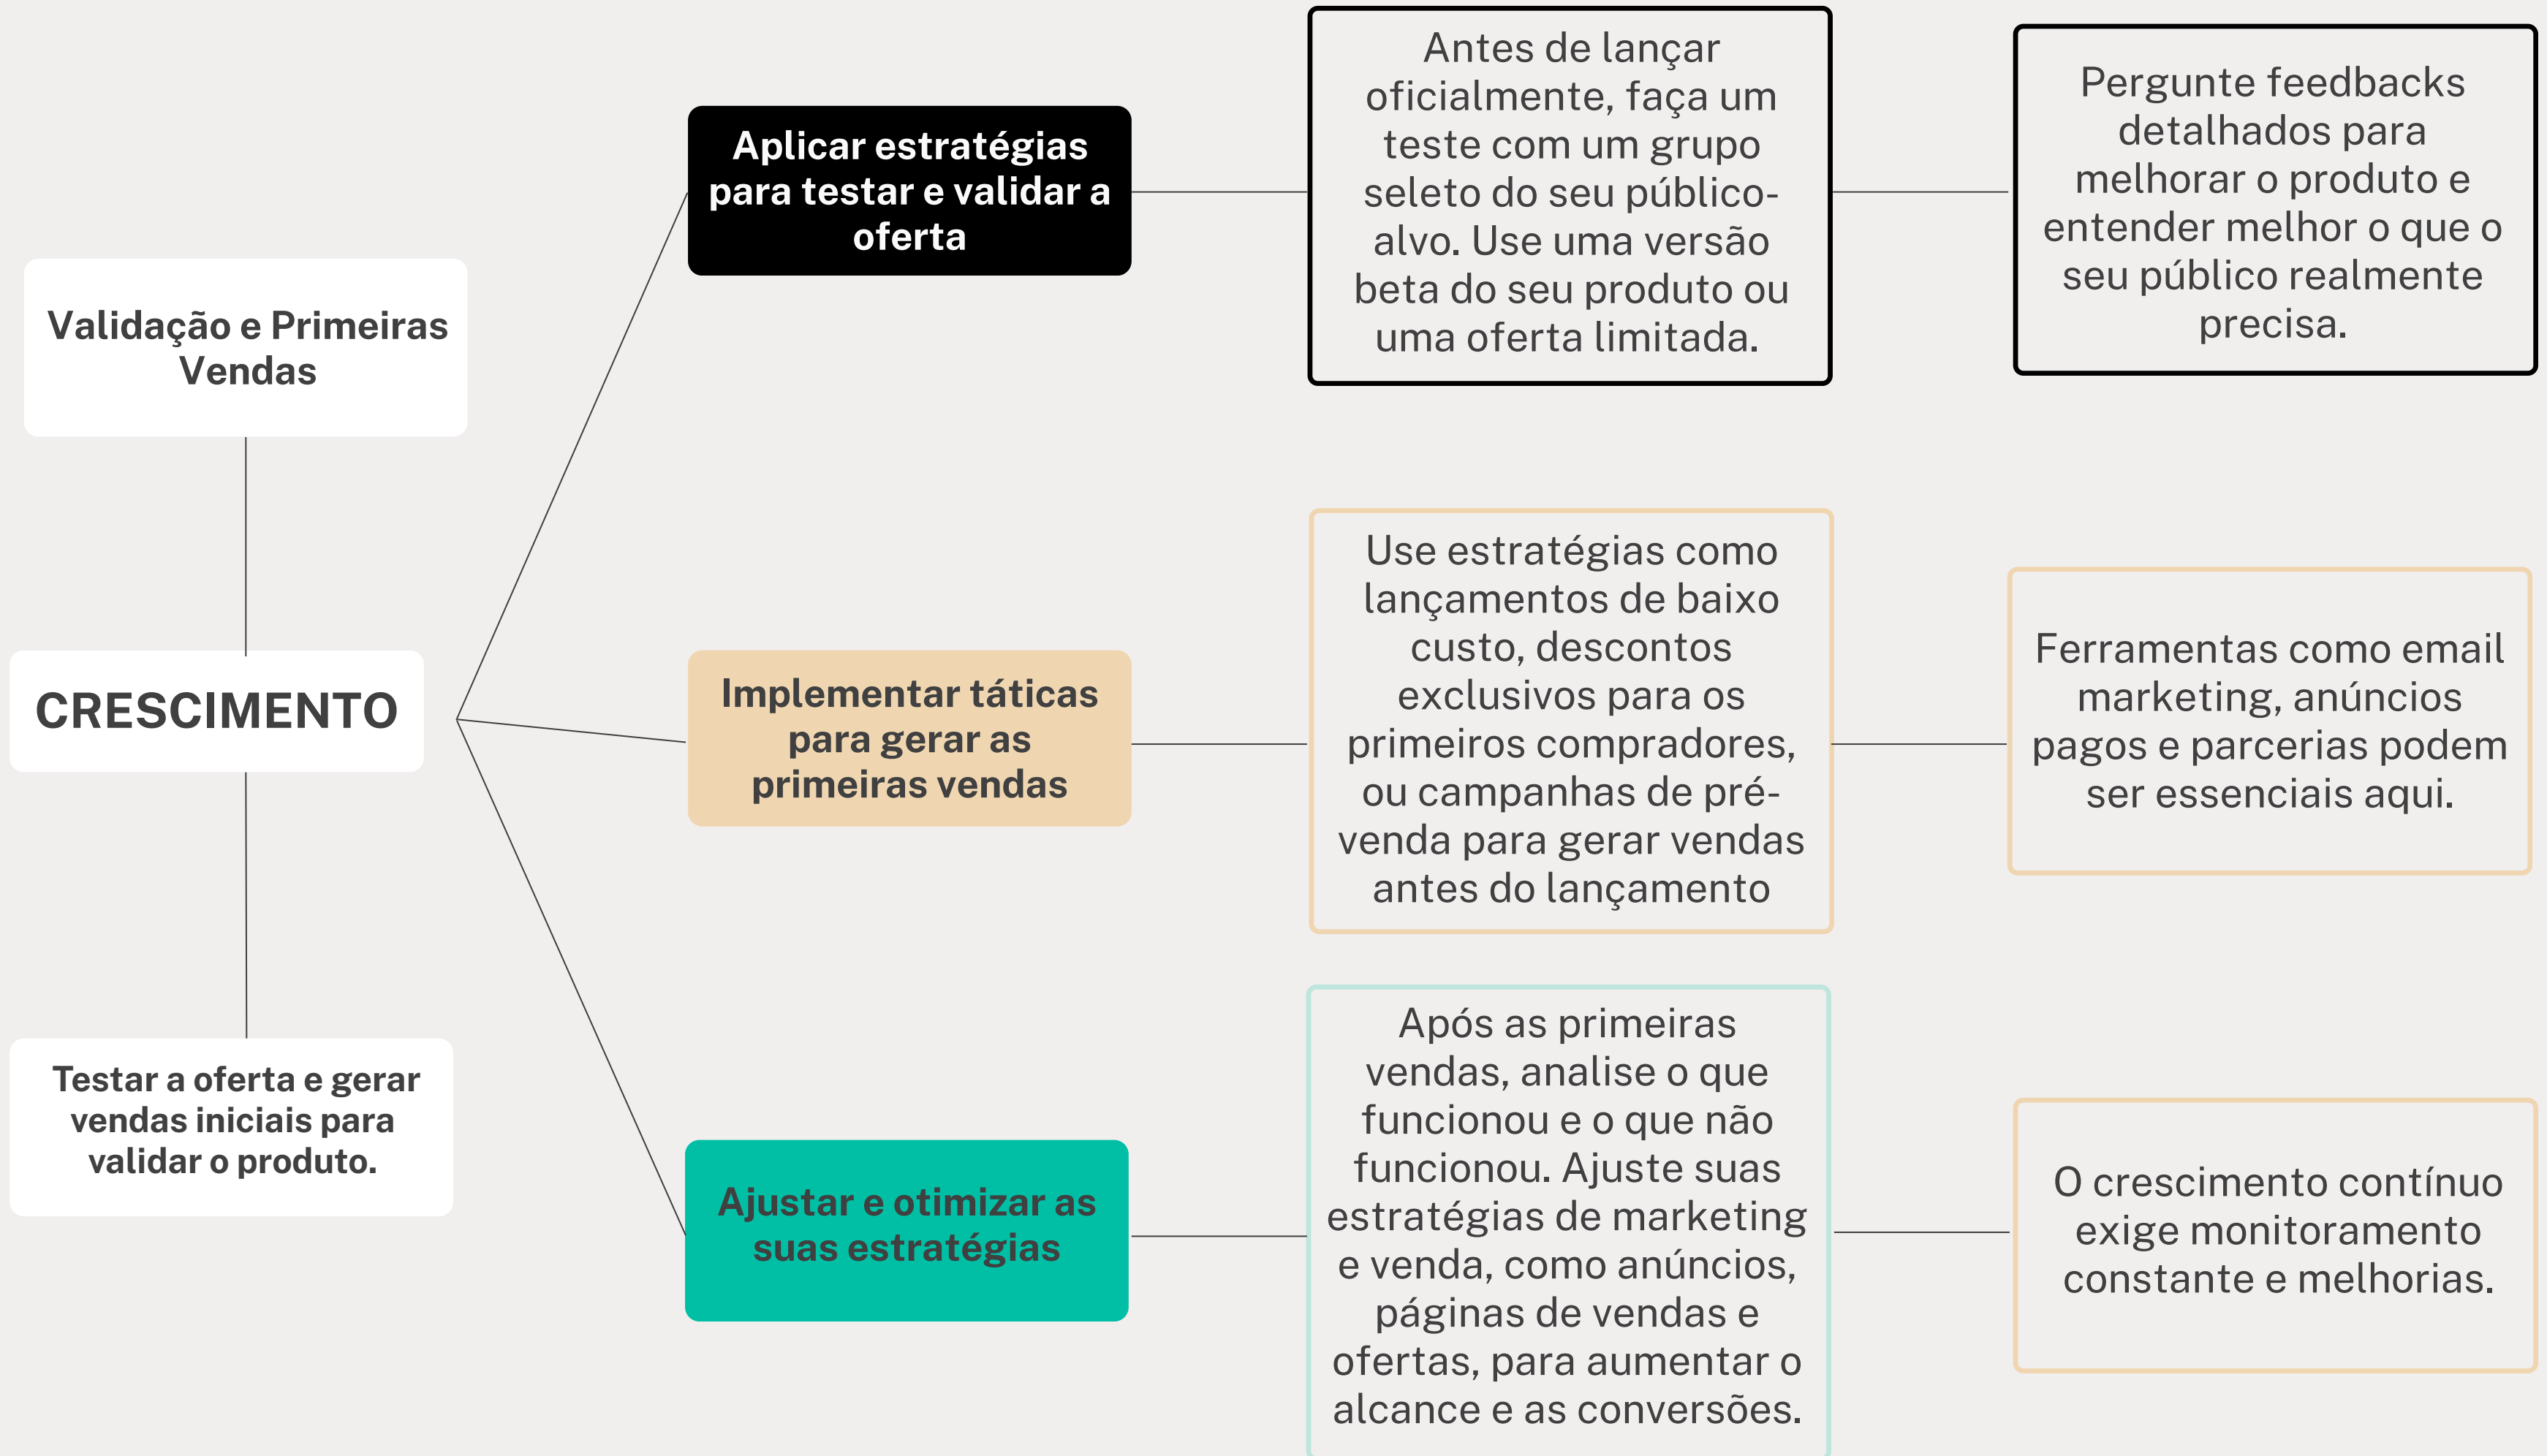 Validação e Primeiras
Vendas
CRESCIMENTO
Testar a oferta e gerar
vendas iniciais para
validar o produto.
Aplicar estratégias
para testar e validar a
oferta
Antes de lançar
oficialmente, faça um
teste com um grupo
seleto do seu público-
alvo. Use uma versão
beta do seu produto ou
uma oferta limitada.
Pergunte feedbacks
detalhados para
melhorar o produto e
entender melhor o que o
seu público realmente
precisa.
Implementar táticas
para gerar as
primeiras vendas
Use estratégias como
lançamentos de baixo
custo, descontos
exclusivos para os
primeiros compradores,
ou campanhas de pré-
venda para gerar vendas
antes do lançamento
Ferramentas como email
marketing, anúncios
pagos e parcerias podem
ser essenciais aqui.
Ajustar e otimizar as
suas estratégias
Após as primeiras
vendas, analise o que
funcionou e o que não
funcionou. Ajuste suas
estratégias de marketing
e venda, como anúncios,
páginas de vendas e
ofertas, para aumentar o
alcance e as conversões.
O crescimento contínuo
exige monitoramento
constante e melhorias.